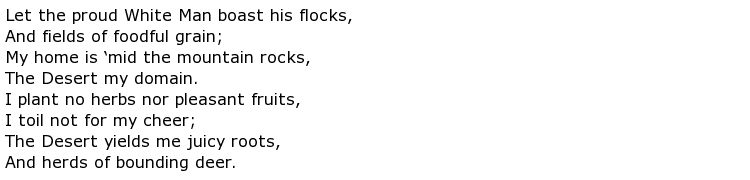 Let the proud White Man boast his flocks,
And fields of foodful grain;
My home is ‛mid the mountain rocks,
The Desert my domain.
I plant no herbs nor pleasant fruits,
I toil not for my cheer;
The Desert yields me juicy roots,
And herds of bounding deer.